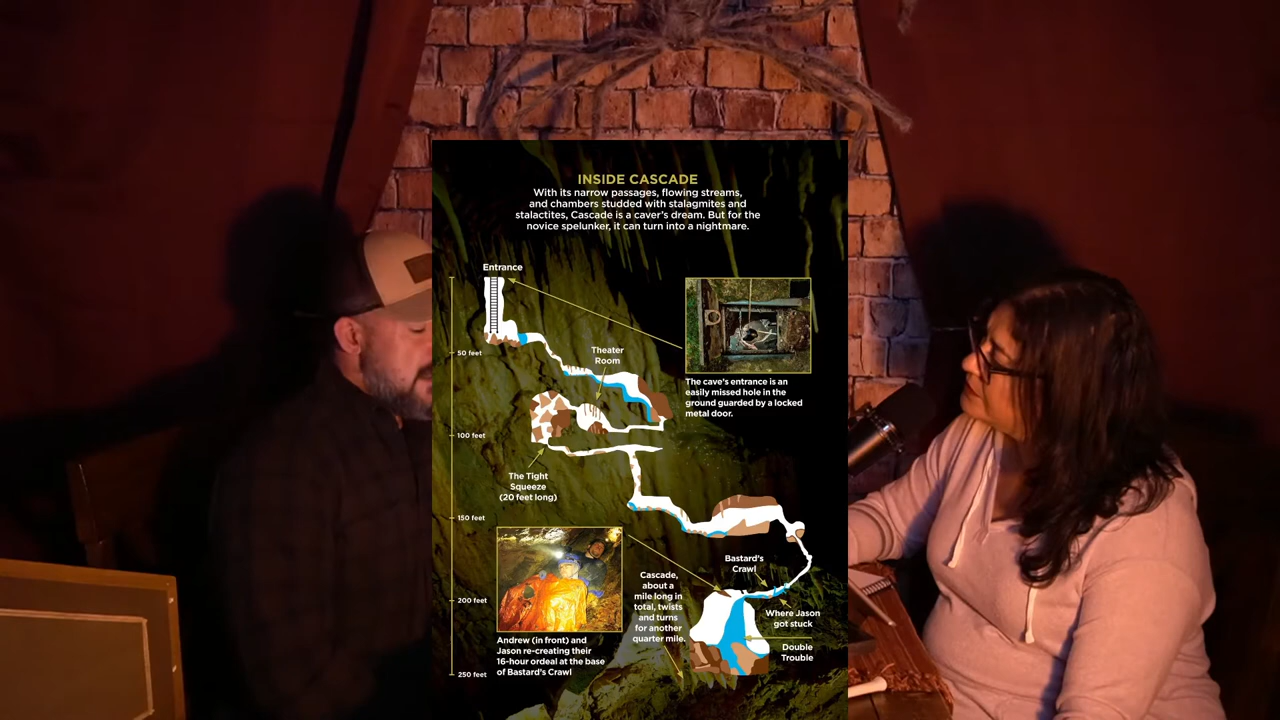 INSIDE CASCADE
With its narrow passages, flowing streams,
and chambers studded with stalagmites and
stalactites, Cascade is a caver's dream. But for the
novice spelunker, it can turn into a nightmare.
Entrance
50 feet
Theater
Room
The cave's entrance is an
easily missed hole in the
ground guarded by a locked
metal door.
100 feet
The Tight
Squeeze
(20 feet long)
150 feet
Bastard's
Crawl
Cascade,
about a
mile long in
total, twists
and turns
for another
quarter mile.
200 feet
Where Jason
got stuck
Double
Trouble
Andrew (in front) and
Jason re-creating their
16-hour ordeal at the base
of Bastard's Crawl
250 feet